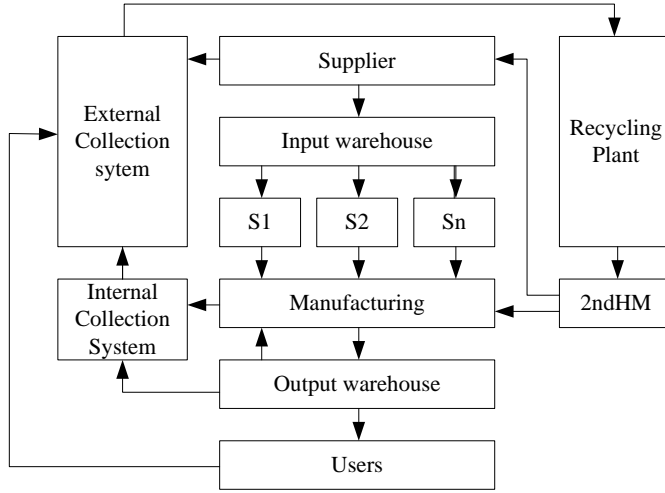 Supplier
External
Collection
sytem
Recycling
Plant
Input warehouse
S1
S2
Sn
Internal
Collection
System
Manufacturing
2ndHM
Output warehouse
Users